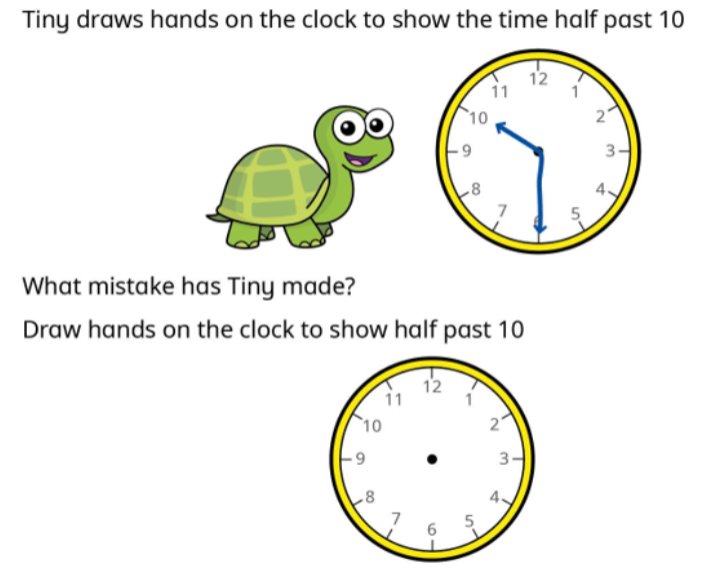 Tiny draws hands on the clock to show the time half past 10
12
11 1
10 2
9 3
8 4
7 6 5
What mistake has Tiny made?
Draw hands on the clock to show half past 10
12
11 1
10 2
9 3
8 4
7 6 5